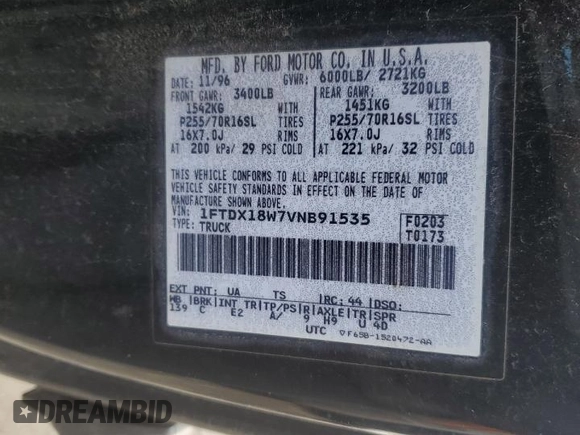 MFD. BY FORD MOTOR CO. IN U.S.A.
DATE: 11/96 GVWR: 6000LB/ 2721KG
FRONT GAWR: 3400LB REAR GAWR: 3200LB
1542KG WITH 1451KG WITH
P255/70R16SL TIRES P255/70R16SL TIRES
16X7.0J RIMS 16X7.0J RIMS
AT 200 kPa/ 29 PSI COLD AT 221 kPa/ 32 PSI COLD
THIS VEHICLE CONFORMS TO ALL APPLICABLE FEDERAL MOTOR
VEHICLE SAFETY STANDARDS IN EFFECT ON THE DATE OF
MANUFACTURE SHOWN ABOVE.
VIN: 1FTDX18W7VNB91535 F0203
TYPE: TRUCK T0173
EXT PNT: UA TS RC: 44 DSO:
WB BRK INT TR TP/PS R AXLE TR SPR
139 C E2 A/ 9 H9 U 4D
UTC ▽F65B-1520472-AA
DREAMBID